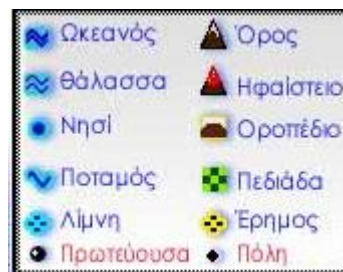 Ωκεανός Όρος
θάλασσα Ηφαίστειο
Νησί Οροπέδιο
Ποταμός Πεδιάδα
Λίμνη Έρημος
Πρωτεύουσα Πόλη